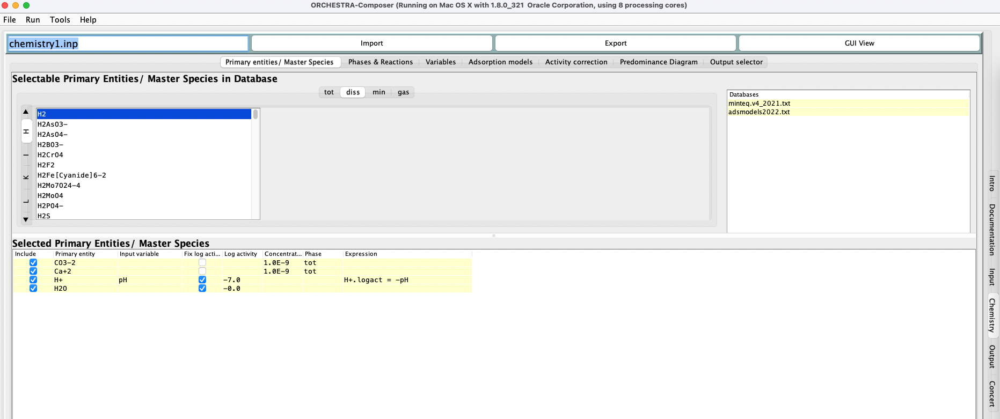 ORCHESTRA-Composer (Running on Mac OS X with 1.8.0_321 Oracle Corporation, using 8 processing cores)
File Run Tools Help
chemistry1.inp Import Export GUI View
Primary entities/ Master Species Phases & Reactions Variables Adsorption models Activity correction Predominance Diagram Output selector
Selectable Primary Entities/ Master Species in Database
tot diss min gas
Databases
minteq.v4_2021.txt
adsmodels2022.txt
H
I
K
L
H2
H2AsO3-
H2AsO4-
H2BO3-
H2CrO4
H2F2
H2Fe[Cyanide]6-2
H2Mo7O24-4
H2MoO4
H2PO4-
H2S
Selected Primary Entities/ Master Species
Include Primary entity Input variable Fix log acti... Log activity Concentrat... Phase Expression
CO3-2 1.0E-9 tot
Ca+2 1.0E-9 tot
H+ pH -7.0 H+.logact = -pH
H2O -0.0
Intro
Documentation
Input
Chemistry
Output
Concert